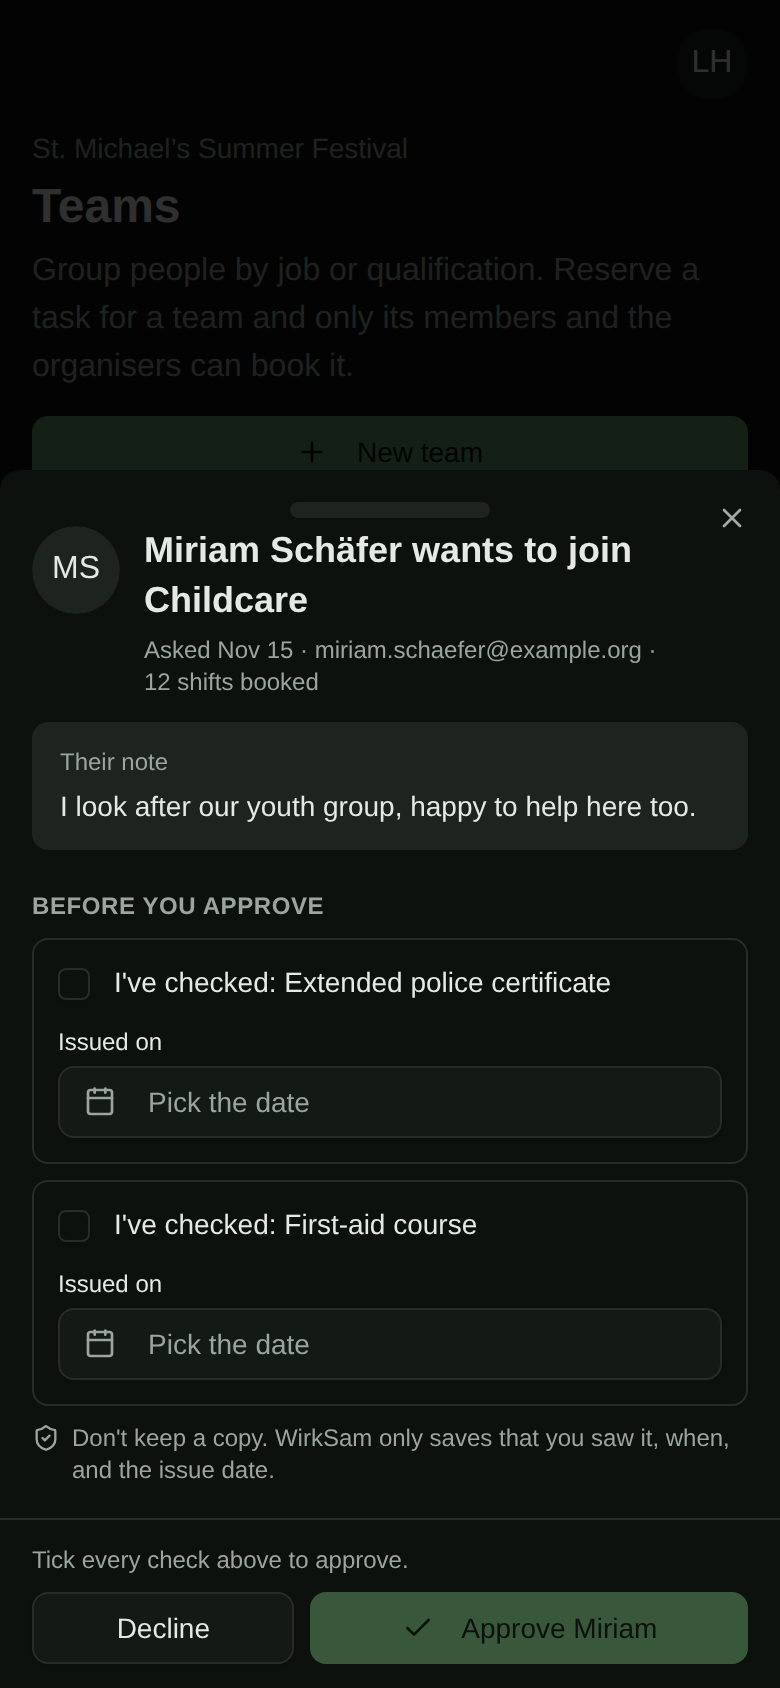 LH
St. Michael’s Summer Festival
Teams
Group people by job or qualification. Reserve a
task for a team and only its members and the
organisers can book it.
New team
MS
Miriam Schäfer wants to join
Childcare
Asked Nov 15 · miriam.schaefer@example.org ·
12 shifts booked
Their note
I look after our youth group, happy to help here too.
BEFORE YOU APPROVE
I've checked: Extended police certificate
Issued on
Pick the date
I've checked: First-aid course
Issued on
Pick the date
Don't keep a copy. WirkSam only saves that you saw it, when,
and the issue date.
Tick every check above to approve.
Decline
Approve Miriam